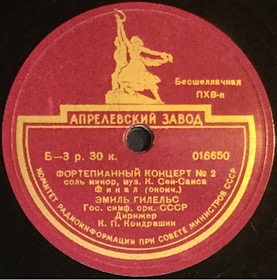 Бесшеллачная
ПХВ-п
АПРЕЛЕВСКИЙ ЗАВОД
Б—3 р. 30 к.
016650
ФОРТЕПИАННЫЙ КОНЦЕРТ № 2
соль минор, муз. К. Сен-Санса
Финал (оконч.)
ЭМИЛЬ ГИЛЕЛЬС
Гос. симф. орк. СССР
Дирижер
К. П. Кондрашин
КОМИТЕТ РАДИОИНФОРМАЦИИ ПРИ СОВЕТЕ МИНИСТРОВ СССР